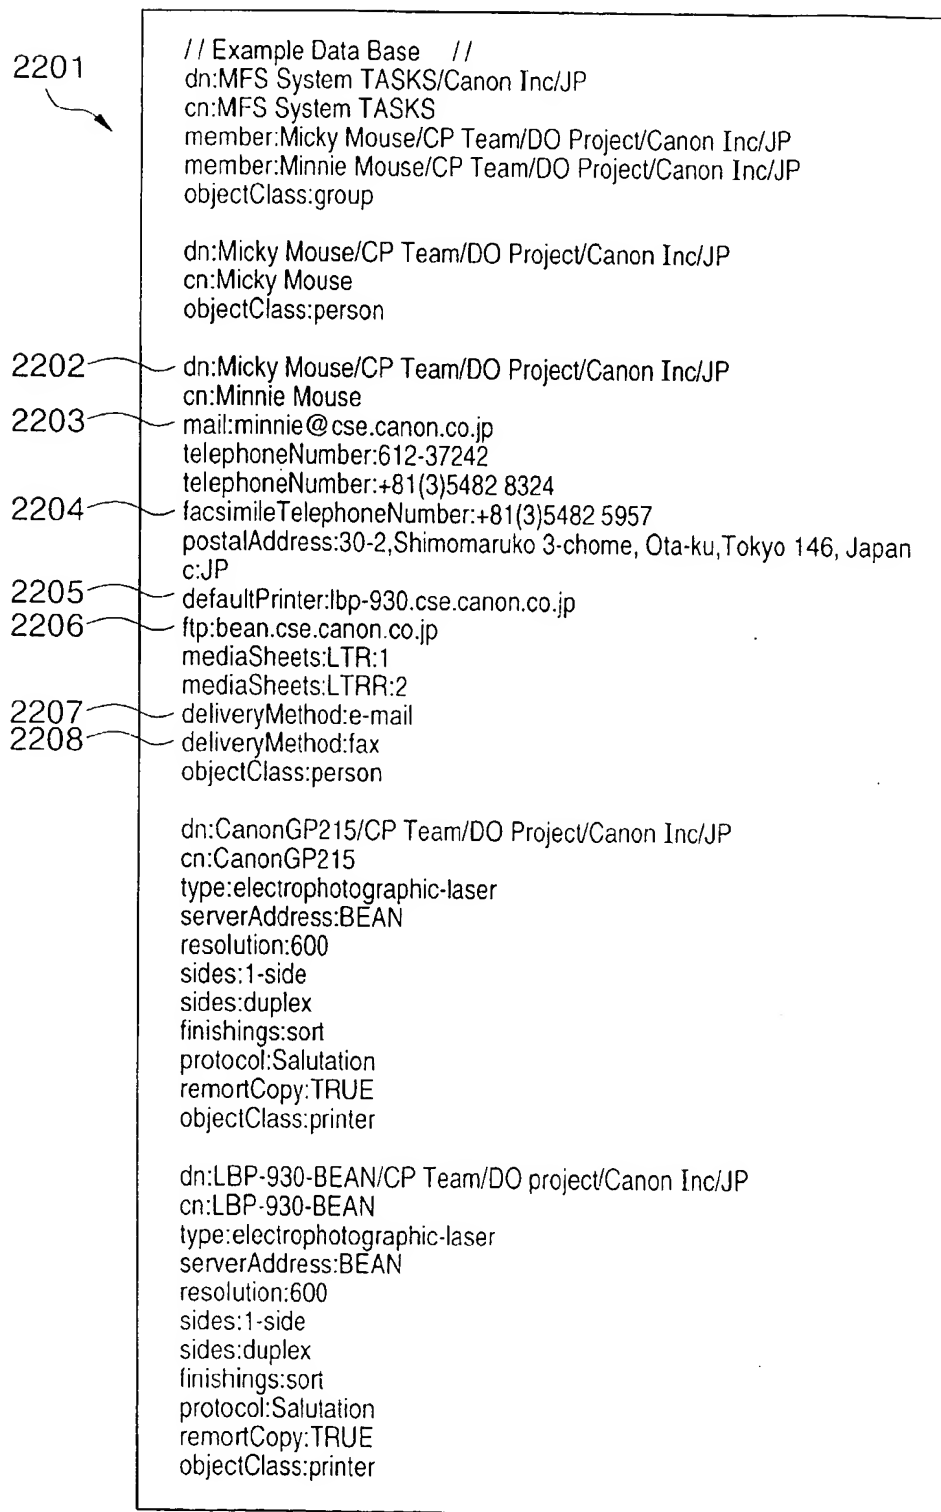 2201
// Example Data Base //
dn:MFS System TASKS/Canon Inc/JP
cn:MFS System TASKS
member:Micky Mouse/CP Team/DO Project/Canon Inc/JP
member:Minnie Mouse/CP Team/DO Project/Canon Inc/JP
objectClass:group
dn:Micky Mouse/CP Team/DO Project/Canon Inc/JP
cn:Micky Mouse
objectClass:person
2202 dn:Micky Mouse/CP Team/DO Project/Canon Inc/JP
cn:Minnie Mouse
2203 mail:minnie@cse.canon.co.jp
telephoneNumber:612-37242
telephoneNumber:+81(3)5482 8324
2204 facsimileTelephoneNumber:+81(3)5482 5957
postalAddress:30-2,Shimomaruko 3-chome, Ota-ku,Tokyo 146, Japan
c:JP
2205 defaultPrinter:lbp-930.cse.canon.co.jp
2206 ftp:bean.cse.canon.co.jp
mediaSheets:LTR:1
mediaSheets:LTRR:2
2207 deliveryMethod:e-mail
2208 deliveryMethod:fax
objectClass:person
dn:CanonGP215/CP Team/DO Project/Canon Inc/JP
cn:CanonGP215
type:electrophotographic-laser
serverAddress:BEAN
resolution:600
sides:1-side
sides:duplex
finishings:sort
protocol:Salutation
remortCopy:TRUE
objectClass:printer
dn:LBP-930-BEAN/CP Team/DO project/Canon Inc/JP
cn:LBP-930-BEAN
type:electrophotographic-laser
serverAddress:BEAN
resolution:600
sides:1-side
sides:duplex
finishings:sort
protocol:Salutation
remortCopy:TRUE
objectClass:printer